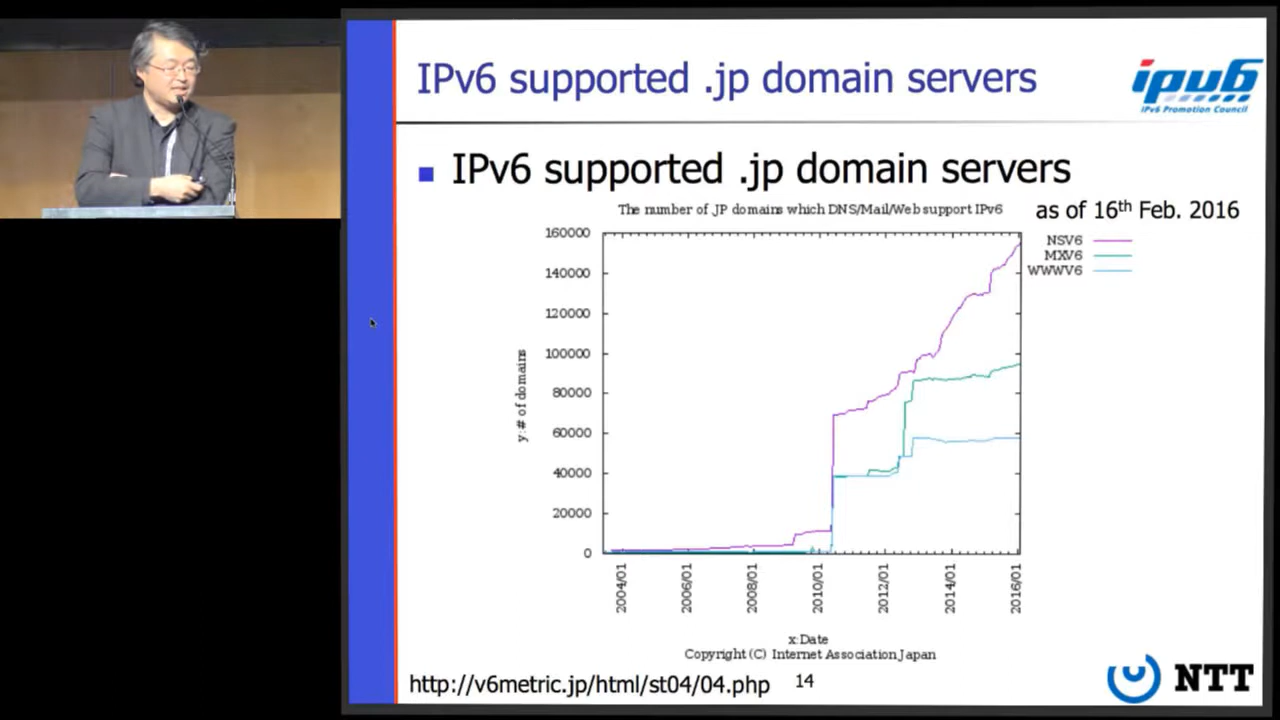 IPv6 supported .jp domain servers
ipv6
IPv6 Promotion Council
IPv6 supported .jp domain servers
The number of JP domains which DNS/Mail/Web support IPv6
as of 16th Feb. 2016
NSV6
MXV6
WWWV6
160000
140000
120000
100000
80000
60000
40000
20000
0
y:# of domains
2004/01
2006/01
2008/01
2010/01
2012/01
2014/01
2016/01
x:Date
Copyright (C) Internet Association Japan
http://v6metric.jp/html/st04/04.php
14
NTT